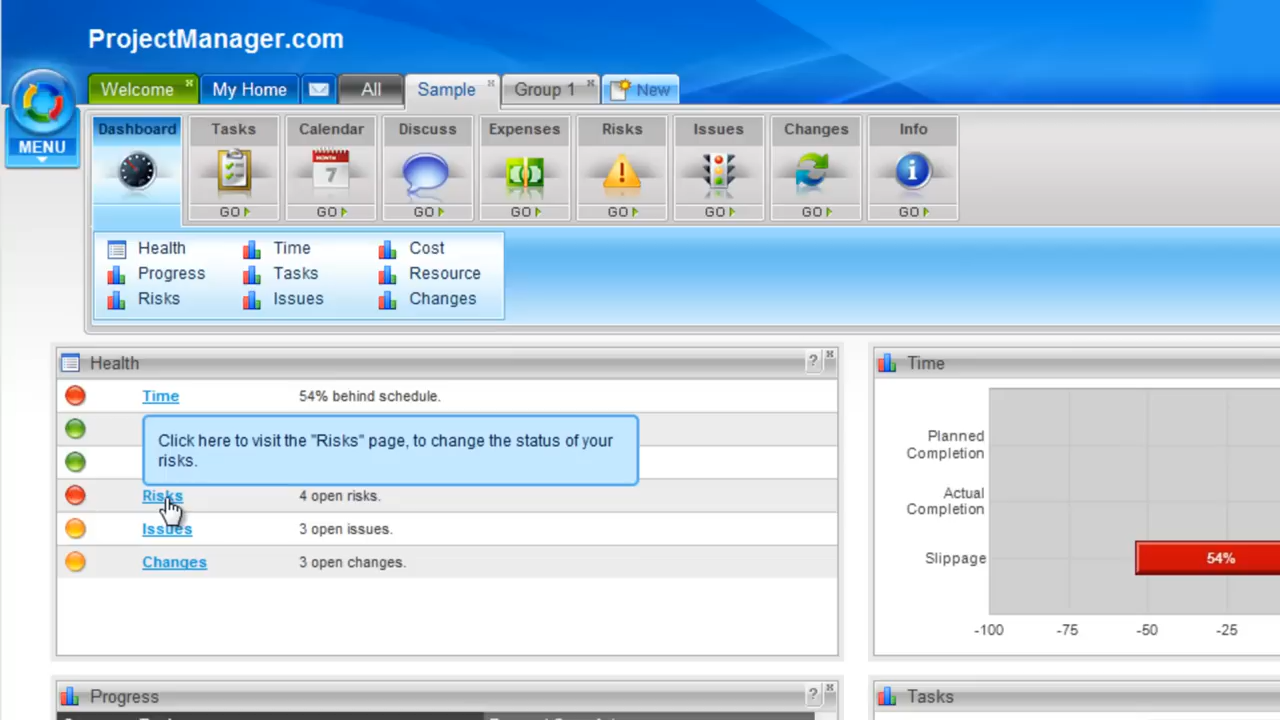 ProjectManager.com
Welcome
My Home
All
Sample
Group 1
New
MENU
Dashboard
Tasks
Calendar
Discuss
Expenses
Risks
Issues
Changes
Info
MONTH
7
GO
GO
GO
GO
GO
GO
GO
GO
Health
Time
Cost
Progress
Tasks
Resource
Risks
Issues
Changes
Health
?
Time
54% behind schedule.
Click here to visit the "Risks" page, to change the status of your
risks.
Risks
4 open risks.
Issues
3 open issues.
Changes
3 open changes.
Time
Planned
Completion
Actual
Completion
Slippage
54%
-100
-75
-50
-25
Progress
?
Tasks